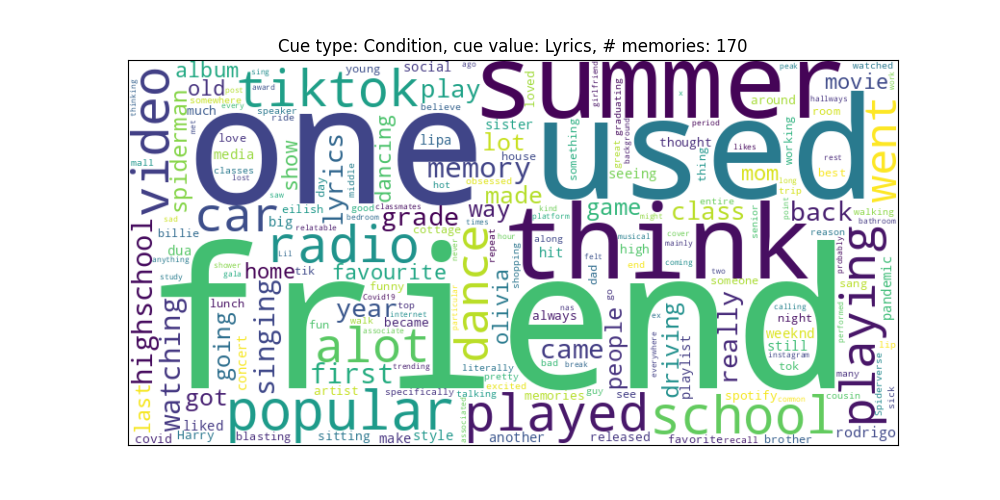 Cue type: Condition, cue value: Lyrics, # memories: 170
thinking
video
album
old
somewhere
post
sing
award
every
young
social
tiktok
play
believe
ago
summer
loved
girlfriend
graduating
x
peak
watched
movie
work
hallways
around
room
much
speaker
ride
met
spiderman
love
media
classes
lost
mall
show
saw
lyrics
day
middle
dancing
one
lipa
lot
sister
house
memory
hot
obsessed
made
used
something
seeing
great
background
period
thought
thing
likes
mom
working
long
trip
point
rest
best
went
car
eilish
big
good
classmates
bedroom
relatable
grade
cottage
way
times
kind
platform
game
might
class
entire
senior
back
walking
bathroom
reason
sad
billie
dua
anything
study
highschool
radio
Lil
home
tik
favourite
funny
Covid19
never
repeat
dance
shopping
hour
along
hit
musical
felt
dad
high
end
cover
mainly
coming
think
two
someone
probably
sang
pandemic
shower
gala
lunch
year
top
internet
walk
associate
became
particular
olivia
friend
nas
always
go
people
ex
everywhere
driving
playlist
really
calling
night
weeknd
still
instagram
tok
performed
many
playing
lip
spiderverse
watching
going
concert
singing
fun
alot
first
trending
literally
pretty
excited
came
bad
break
guy
see
last
got
liked
artist
specifically
talking
memories
spotify
common
cousin
sick
covid
Harry
popular
blasting
sitting
make
style
associated
played
another
released
school
favorite
recall
brother
rodrigo